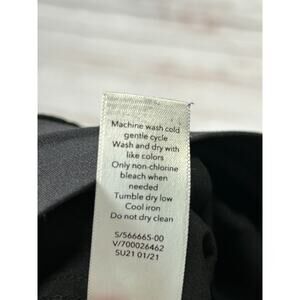 Machine wash cold
gentle cycle
Wash and dry with
like colors
Only non-chlorine
bleach when
needed
Tumble dry low
Cool iron
Do not dry clean
S/566665-00
V/700026462
SU21 01/21